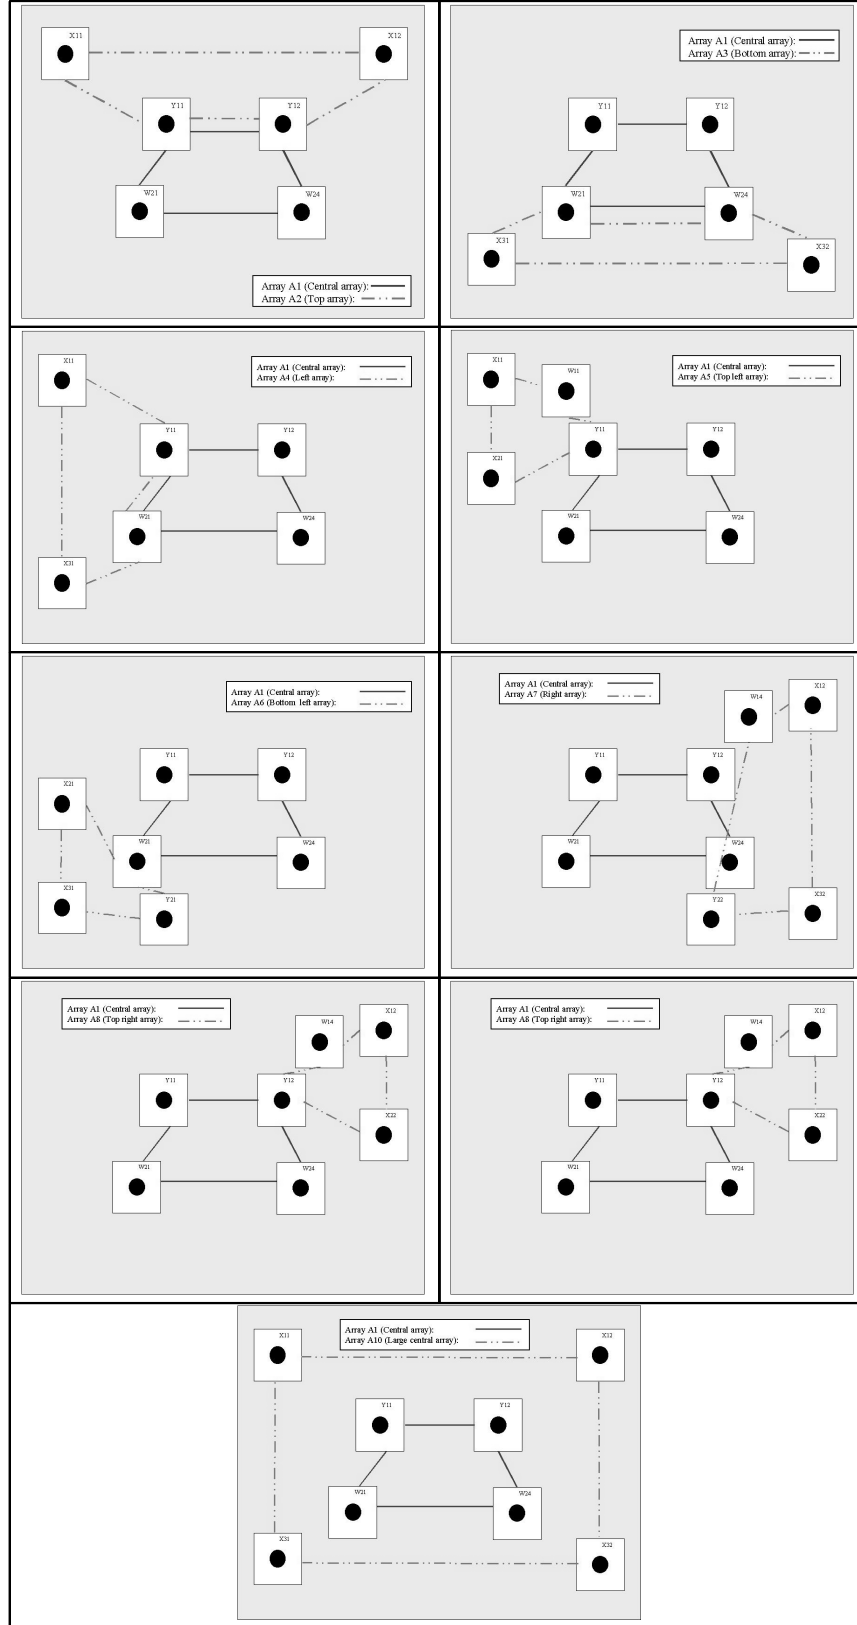 X11
X12
Y11
Y12
W21
W24
Array A1 (Central array):
Array A2 (Top array):
Array A1 (Central array):
Array A3 (Bottom array):
Y11
Y12
W21
W24
X31
X32
X11
Array A1 (Central array):
Array A4 (Left array):
Y11
Y12
W21
W24
X31
X11
W11
Array A1 (Central array):
Array A5 (Top left array):
Y11
Y12
X21
W21
W24
Array A1 (Central array):
Array A6 (Bottom left array):
Y11
Y12
X21
W21
W24
X31
Y21
Array A1 (Central array):
Array A7 (Right array):
W14
X12
Y11
Y12
W21
W24
Y22
X32
Array A1 (Central array):
Array A8 (Top right array):
W14
X12
Y11
Y12
X22
W21
W24
Array A1 (Central array):
Array A8 (Top right array):
W14
X12
Y11
Y12
X22
W21
W24
X11
Array A1 (Central array):
Array A10 (Large central array):
X12
Y11
Y12
W21
W24
X31
X32